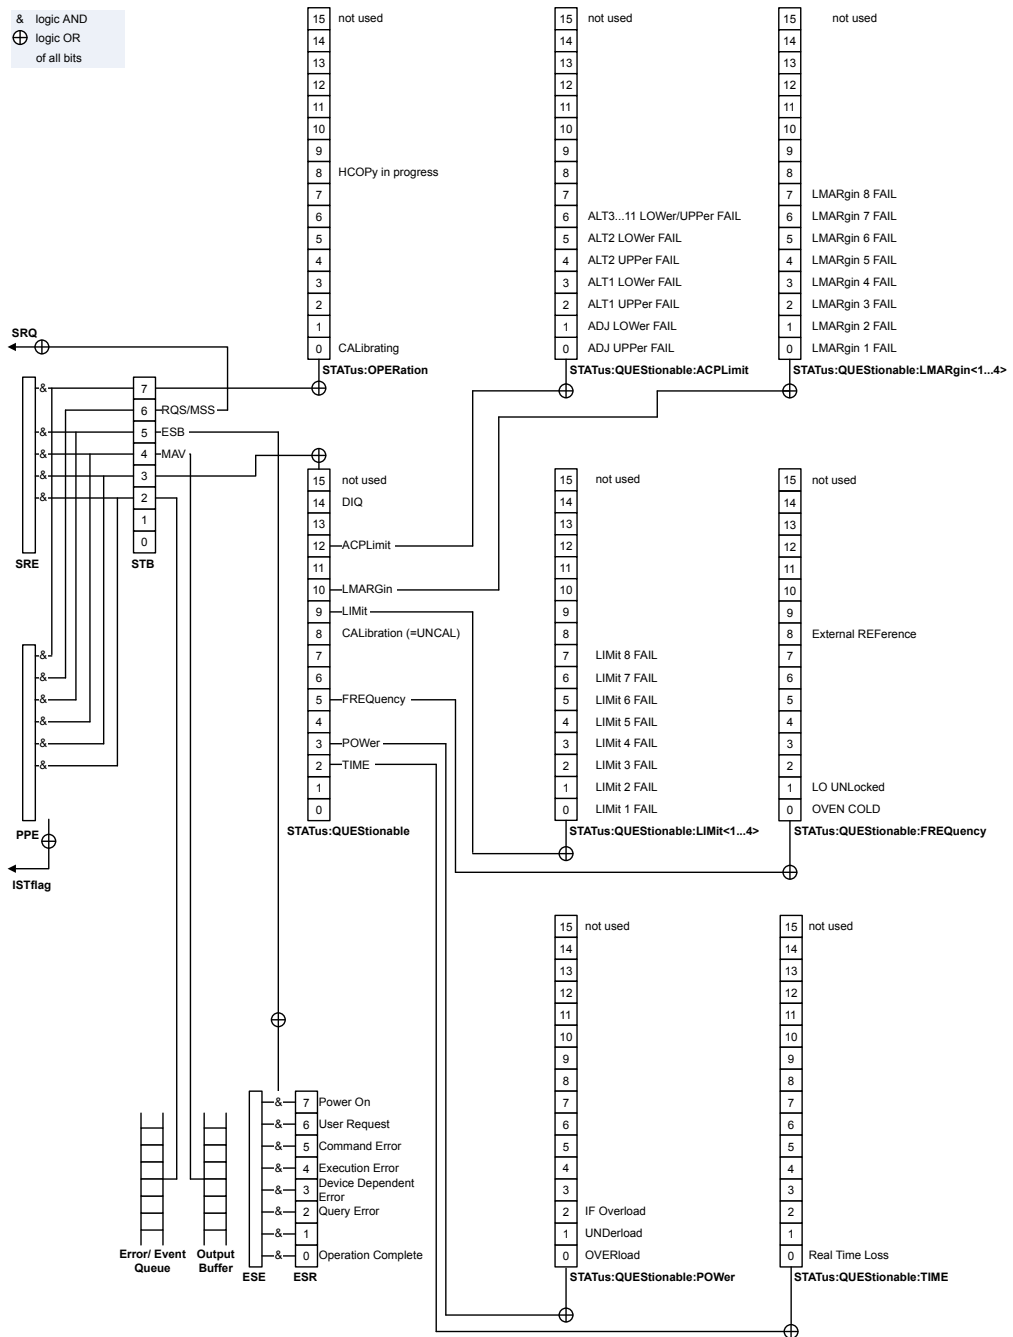 & logic AND
logic OR
of all bits
15 not used
14
13
12
11
10
9
8 HCOPy in progress
7
6
5
4
3
2
1
0 CALibrating
STATus:OPERation
15 not used
14
13
12
11
10
9
8
7
6 ALT3...11 LOWer/UPPer FAIL
5 ALT2 LOWer FAIL
4 ALT2 UPPer FAIL
3 ALT1 LOWer FAIL
2 ALT1 UPPer FAIL
1 ADJ LOWer FAIL
0 ADJ UPPer FAIL
STATus:QUEStionable:ACPLimit
15 not used
14
13
12
11
10
9
8
7 LMARgin 8 FAIL
6 LMARgin 7 FAIL
5 LMARgin 6 FAIL
4 LMARgin 5 FAIL
3 LMARgin 4 FAIL
2 LMARgin 3 FAIL
1 LMARgin 2 FAIL
0 LMARgin 1 FAIL
STATus:QUEStionable:LMARgin<1...4>
SRQ
& 7
6 RQS/MSS
& 5 ESB
& 4 MAV
& 3
& 2
1
0
SRE STB
15 not used
14 DIQ
13
12 ACPLimit
11
10 LMARGin
9 LIMit
8 CALibration (=UNCAL)
7
6
5 FREQuency
4
3 POWer
2 TIME
1
0
STATus:QUEStionable
15 not used
14
13
12
11
10
9
8
7 LIMit 8 FAIL
6 LIMit 7 FAIL
5 LIMit 6 FAIL
4 LIMit 5 FAIL
3 LIMit 4 FAIL
2 LIMit 3 FAIL
1 LIMit 2 FAIL
0 LIMit 1 FAIL
STATus:QUEStionable:LIMit<1...4>
15 not used
14
13
12
11
10
9
8 External REFerence
7
6
5
4
3
2
1 LO UNLocked
0 OVEN COLD
STATus:QUEStionable:FREQuency
&
&
&
&
&
&
PPE
ISTflag
15 not used
14
13
12
11
10
9
8
7
6
5
4
3
2 IF Overload
1 UNDerload
0 OVERload
STATus:QUEStionable:POWer
15 not used
14
13
12
11
10
9
8
7
6
5
4
3
2
1
0 Real Time Loss
STATus:QUEStionable:TIME
& 7 Power On
& 6 User Request
& 5 Command Error
& 4 Execution Error
& 3 Device Dependent
Error
& 2 Query Error
& 1
& 0 Operation Complete
ESE ESR
Error/ Event
Queue
Output
Buffer